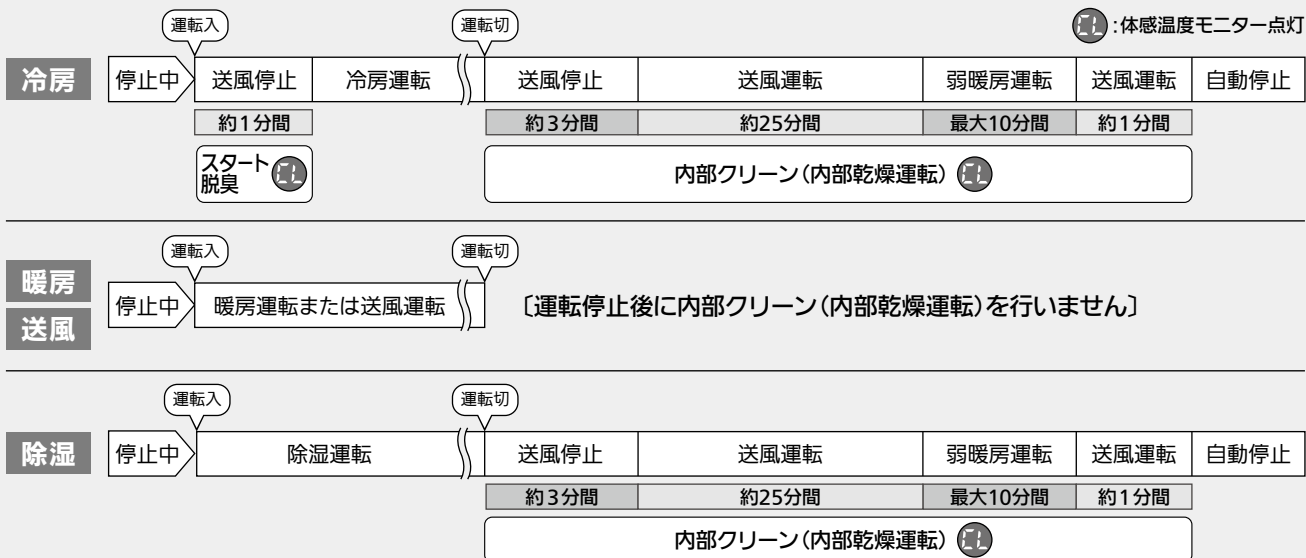 CL:体感温度モニター点灯
運転入 運転切
冷房 停止中 送風停止 冷房運転 送風停止 送風運転 弱暖房運転 送風運転 自動停止
約1分間 約3分間 約25分間 最大10分間 約1分間
スタート
脱臭 CL
内部クリーン(内部乾燥運転) CL
運転入 運転切
暖房
送風
停止中 暖房運転または送風運転 〔運転停止後に内部クリーン(内部乾燥運転)を行いません〕
運転入 運転切
除湿 停止中 除湿運転 送風停止 送風運転 弱暖房運転 送風運転 自動停止
約3分間 約25分間 最大10分間 約1分間
内部クリーン(内部乾燥運転) CL